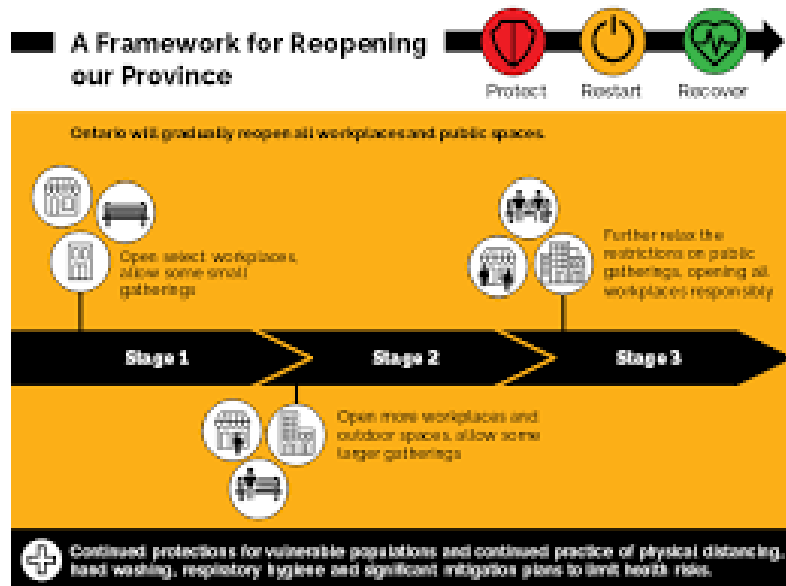 A Framework for Reopening
our Province
Protect
Restart
Recover
Ontario will gradually reopen all workplaces and public spaces.
Open select workplaces,
allow some small
gatherings
Further relax the
restrictions on public
gatherings, opening all
workplaces responsibly
Stage 1
Stage 2
Stage 3
Open more workplaces and
outdoor spaces, allow some
larger gatherings
Continued protections for vulnerable populations and continued practice of physical distancing,
hand washing, respiratory hygiene and significant mitigation plans to limit health risks.